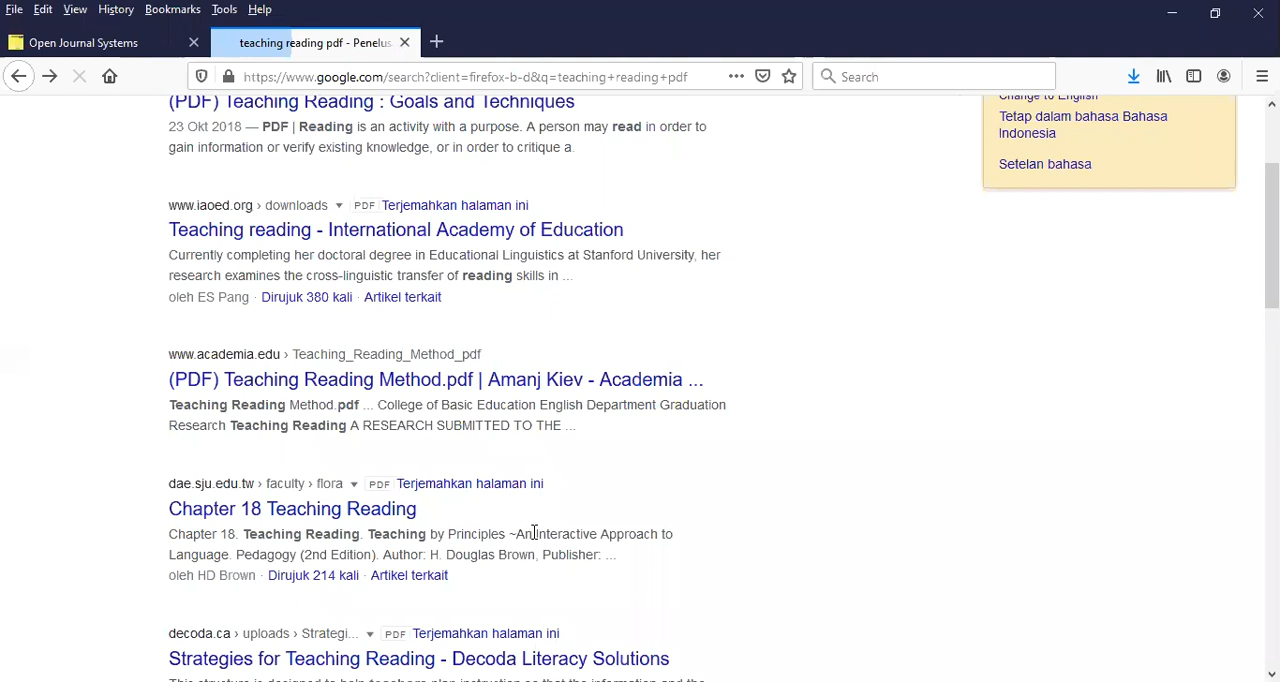 File Edit View History Bookmarks Tools Help
Open Journal Systems
teaching reading pdf - Penelus
https://www.google.com/search?client=firefox-b-d&q=teaching+reading+pdf
Search
(PDF) Teaching Reading : Goals and Techniques
23 Okt 2018 — PDF | Reading is an activity with a purpose. A person may read in order to
gain information or verify existing knowledge, or in order to critique a.
Change to English
Tetap dalam bahasa Bahasa
Indonesia
Setelan bahasa
www.iaoed.org › downloads PDF Terjemahkan halaman ini
Teaching reading - International Academy of Education
Currently completing her doctoral degree in Educational Linguistics at Stanford University, her
research examines the cross-linguistic transfer of reading skills in ...
oleh ES Pang · Dirujuk 380 kali · Artikel terkait
www.academia.edu › Teaching_Reading_Method_pdf
(PDF) Teaching Reading Method.pdf | Amanj Kiev - Academia ...
Teaching Reading Method.pdf ... College of Basic Education English Department Graduation
Research Teaching Reading A RESEARCH SUBMITTED TO THE ...
dae.sju.edu.tw › faculty › flora PDF Terjemahkan halaman ini
Chapter 18 Teaching Reading
Chapter 18. Teaching Reading. Teaching by Principles ~An Interactive Approach to
Language. Pedagogy (2nd Edition). Author: H. Douglas Brown, Publisher: ...
oleh HD Brown · Dirujuk 214 kali · Artikel terkait
decoda.ca › uploads › Strategi... PDF Terjemahkan halaman ini
Strategies for Teaching Reading - Decoda Literacy Solutions